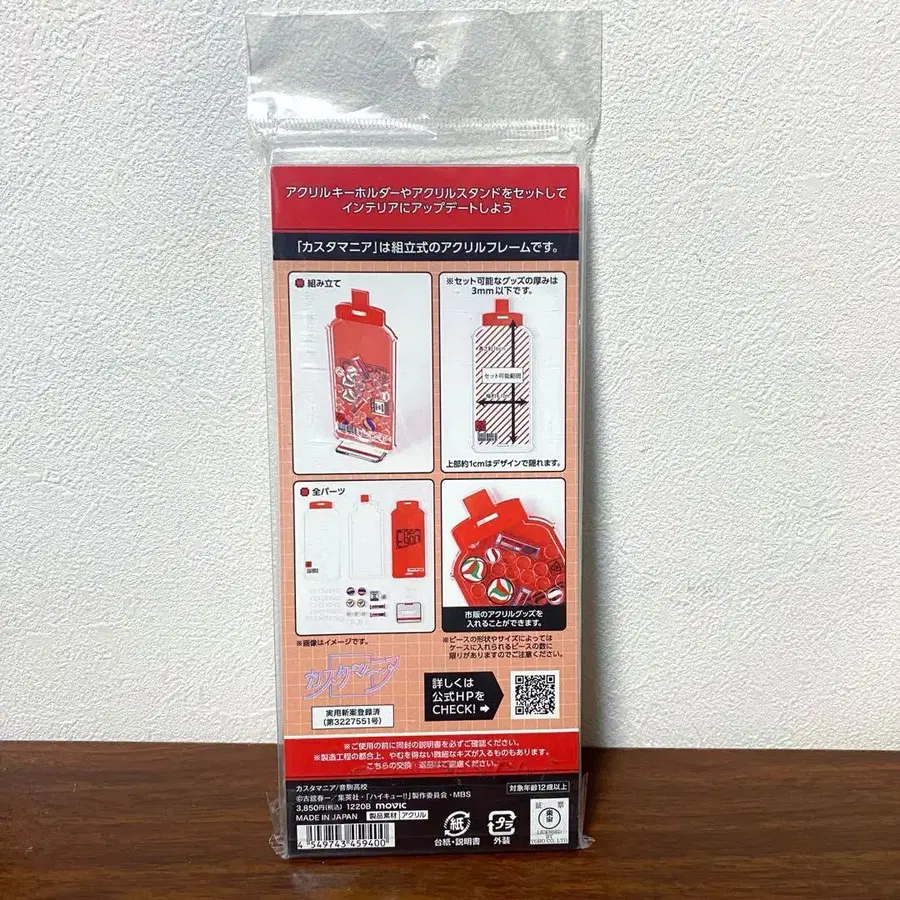 アクリルキーホルダーやアクリルスタンドをセットして
インテリアにアップデートしよう
「カスタマニア」は組立式のアクリルフレームです。
組み立て
※セット可能なグッズの厚みは
3mm以下です。
セット可能範囲
上部約1cmはデザインで隠れます。
全パーツ
市販のアクリルグッズを
入れることができます。
※画像はイメージです。
※ピースの形状やサイズによっては
ケースに入れられるピースの数に
限りがありますのでご注意ください。
カスタマニア
実用新案登録済
(第3227551号)
詳しくは
公式HPを
CHECK!
※ご使用の前に同封の説明書を必ずご確認ください。
※製造工程の都合上、やむを得ない微細なキズが入るものもあります。
こちらの交換・返品はご遠慮ください。
カスタマニア/音駒高校
©古舘春一/集英社・「ハイキュー!!」製作委員会・MBS
3,850円(税込) 1220B movic
MADE IN JAPAN 製品素材 アクリル
対象年齢12歳以上
4 549743 459400
紙
台紙・説明書
プラ
外装
証 票
東宝
LICENSED
BY
TOHO CO., LTD